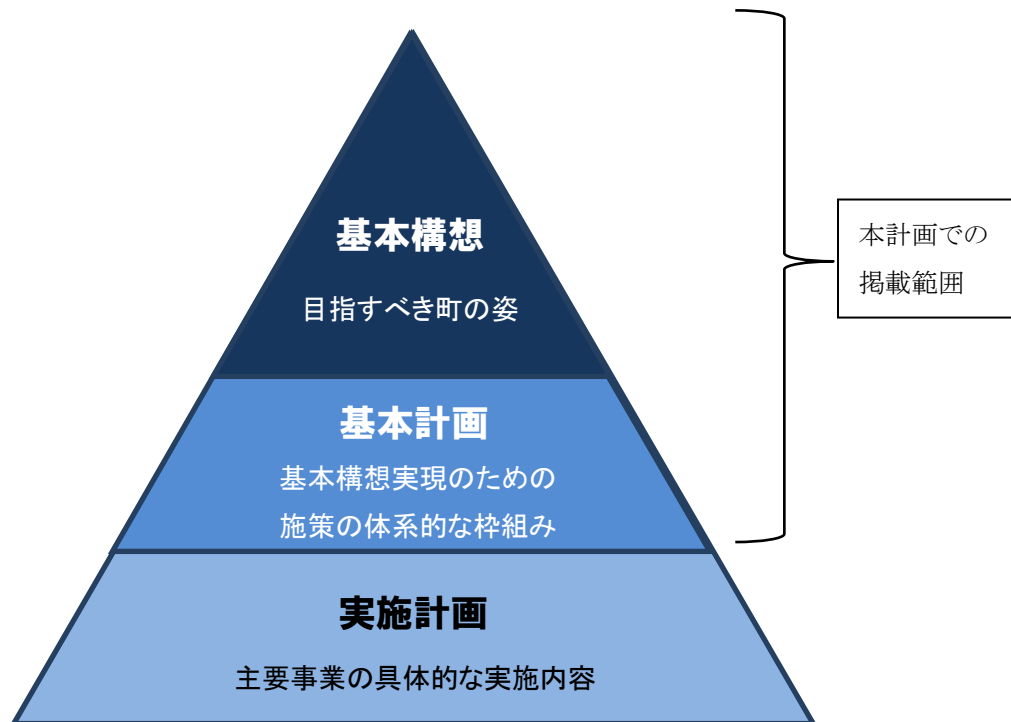 基本構想
目指すべき町の姿
基本計画
基本構想実現のための
施策の体系的な枠組み
実施計画
主要事業の具体的な実施内容
本計画での
掲載範囲